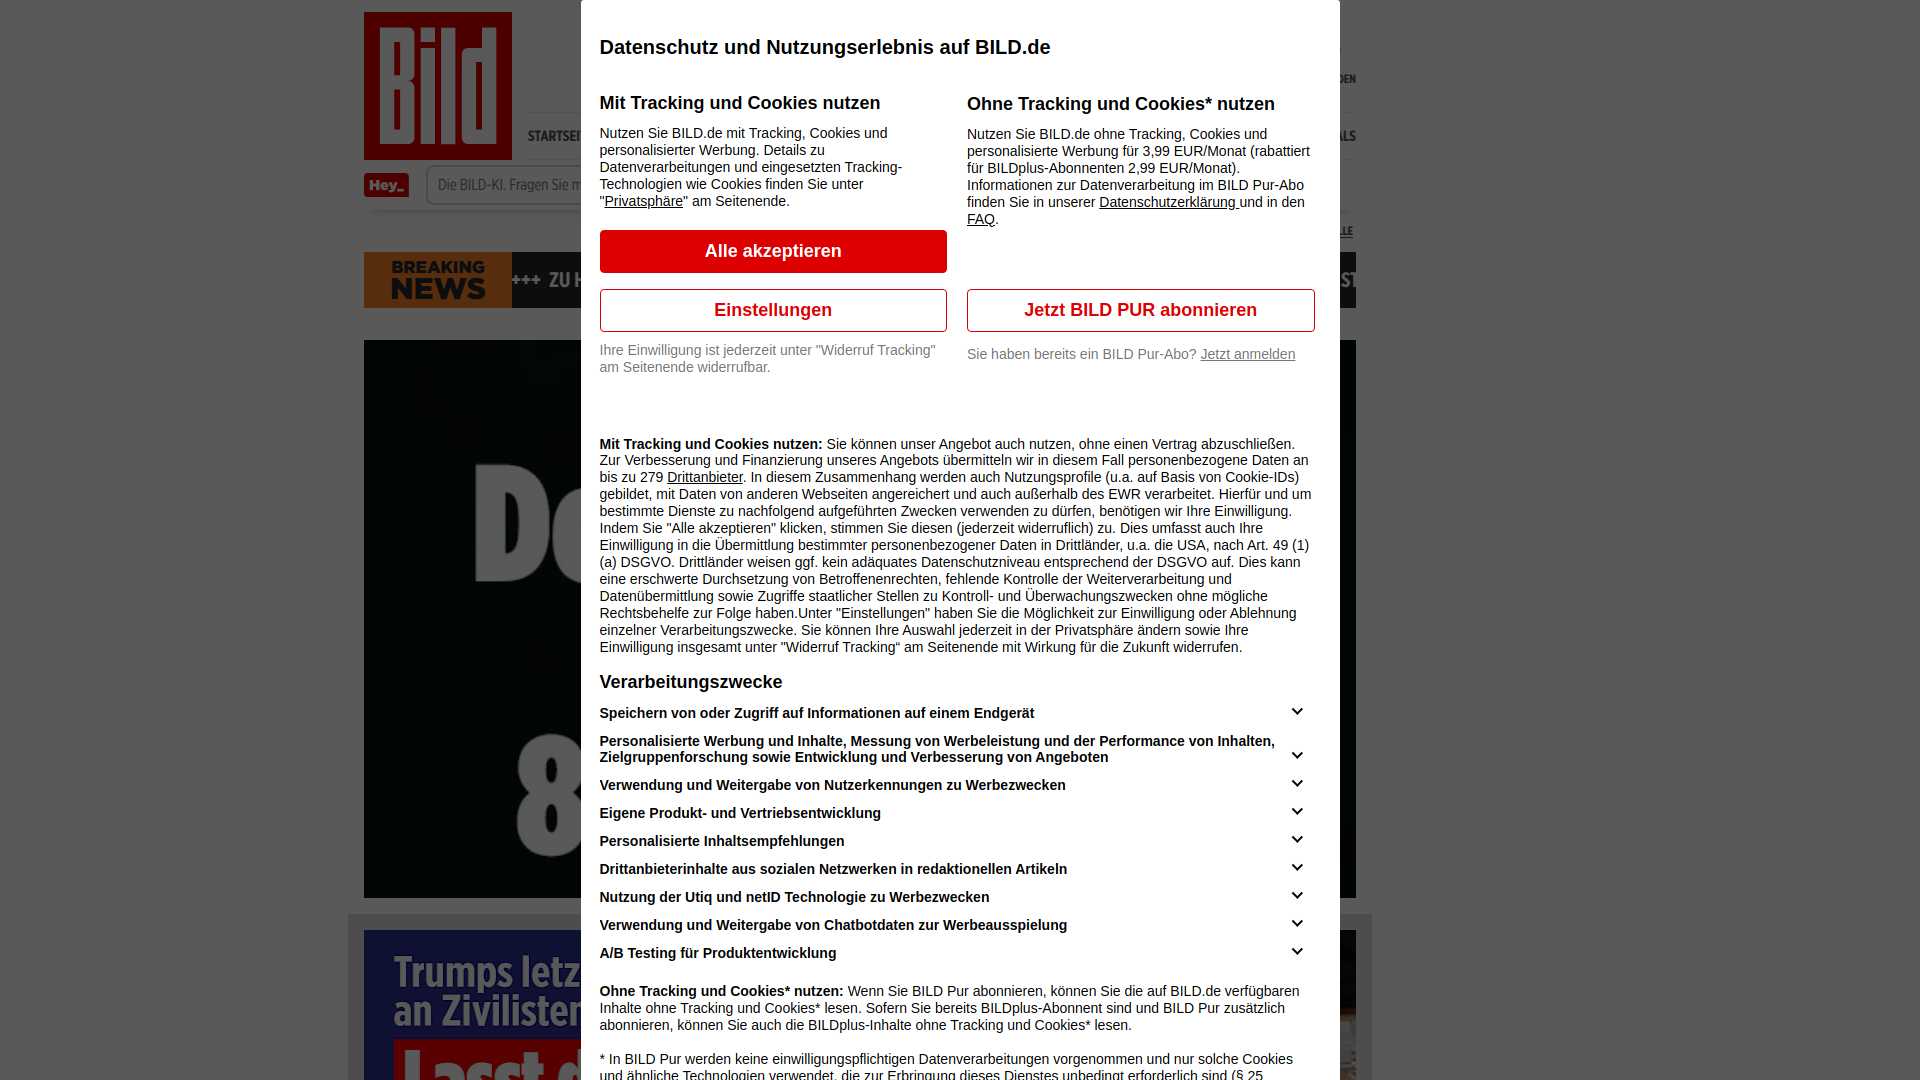 Bild
Datenschutz und Nutzungserlebnis auf BILD.de
Mit Tracking und Cookies nutzen
Nutzen Sie BILD.de mit Tracking, Cookies und
personalisierter Werbung. Details zu
Datenverarbeitungen und eingesetzten Tracking-
Technologien wie Cookies finden Sie unter
"Privatsphäre" am Seitenende.
Alle akzeptieren
Einstellungen
Ihre Einwilligung ist jederzeit unter "Widerruf Tracking"
am Seitenende widerrufbar.
Ohne Tracking und Cookies* nutzen
Nutzen Sie BILD.de ohne Tracking, Cookies und
personalisierte Werbung für 3,99 EUR/Monat (rabattiert
für BILDplus-Abonnenten 2,99 EUR/Monat).
Informationen zur Datenverarbeitung im BILD Pur-Abo
finden Sie in unserer Datenschutzerklärung und in den
FAQ.
Jetzt BILD PUR abonnieren
Sie haben bereits ein BILD Pur-Abo? Jetzt anmelden
Hey_
Die BILD-KI. Fragen Sie
BREAKING
NEWS
+++ ZU
Mit Tracking und Cookies nutzen: Sie können unser Angebot auch nutzen, ohne einen Vertrag abzuschließen.
Zur Verbesserung und Finanzierung unseres Angebots übermitteln wir in diesem Fall personenbezogene Daten an
bis zu 279 Drittanbieter. In diesem Zusammenhang werden auch Nutzungsprofile (u.a. auf Basis von Cookie-IDs)
gebildet, mit Daten von anderen Webseiten angereichert und auch außerhalb des EWR verarbeitet. Hierfür und um
bestimmte Dienste zu nachfolgend aufgeführten Zwecken verwenden zu dürfen, benötigen wir Ihre Einwilligung.
Indem Sie "Alle akzeptieren" klicken, stimmen Sie diesen (jederzeit widerruflich) zu. Dies umfasst auch Ihre
Einwilligung in die Übermittlung bestimmter personenbezogener Daten in Drittländer, u.a. die USA, nach Art. 49 (1)
(a) DSGVO. Drittländer weisen ggf. kein adäquates Datenschutzniveau entsprechend der DSGVO auf. Dies kann
eine erschwerte Durchsetzung von Betroffenenrechten, fehlende Kontrolle der Weiterverarbeitung und
Datenübermittlung sowie Zugriffe staatlicher Stellen zu Kontroll- und Überwachungszwecken ohne mögliche
Rechtsbehelfe zur Folge haben.Unter "Einstellungen" haben Sie die Möglichkeit zur Einwilligung oder Ablehnung
einzelner Verarbeitungszwecke. Sie können Ihre Auswahl jederzeit in der Privatsphäre ändern sowie Ihre
Einwilligung insgesamt unter "Widerruf Tracking“ am Seitenende mit Wirkung für die Zukunft widerrufen.
Verarbeitungszwecke
Speichern von oder Zugriff auf Informationen auf einem Endgerät
Personalisierte Werbung und Inhalte, Messung von Werbeleistung und der Performance von Inhalten,
Zielgruppenforschung sowie Entwicklung und Verbesserung von Angeboten
Verwendung und Weitergabe von Nutzerkennungen zu Werbezwecken
Eigene Produkt- und Vertriebsentwicklung
Personalisierte Inhaltsempfehlungen
Drittanbieterinhalte aus sozialen Netzwerken in redaktionellen Artikeln
Nutzung der Utiq und netID Technologie zu Werbezwecken
Verwendung und Weitergabe von Chatbotdaten zur Werbeausspielung
A/B Testing für Produktentwicklung
Ohne Tracking und Cookies* nutzen: Wenn Sie BILD Pur abonnieren, können Sie die auf BILD.de verfügbaren
Inhalte ohne Tracking und Cookies* lesen. Sofern Sie bereits BILDplus-Abonnent sind und BILD Pur zusätzlich
abonnieren, können Sie auch die BILDplus-Inhalte ohne Tracking und Cookies* lesen.
* In BILD Pur werden keine einwilligungspflichtigen Datenverarbeitungen vorgenommen und nur solche Cookies
und ähnliche Technologien verwendet, die zur Erbringung dieses Dienstes unbedingt erforderlich sind (§ 25
8
Trumps
an